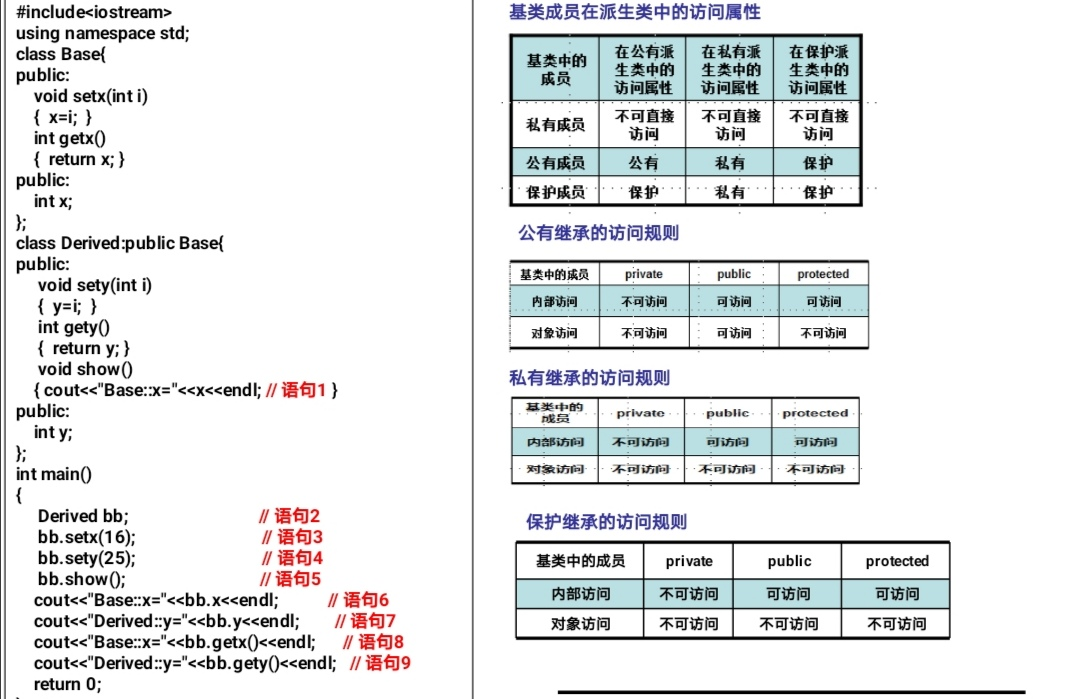 #include<iostream>
using namespace std;
class Base{
public:
void setx(int i)
{ x=i; }
int getx()
{ return x; }
public:
int x;
};
class Derived:public Base{
public:
void sety(int i)
{ y=i; }
int gety()
{ return y; }
void show()
{ cout<<"Base::x="<<x<<endl; // 语句1 }
public:
int y;
};
int main()
{
Derived bb; // 语句2
bb.setx(16); // 语句3
bb.sety(25); // 语句4
bb.show(); // 语句5
cout<<"Base::x="<<bb.x<<endl; // 语句6
cout<<"Derived::y="<<bb.y<<endl; // 语句7
cout<<"Base::x="<<bb.getx()<<endl; // 语句8
cout<<"Derived::y="<<bb.gety()<<endl; // 语句9
return 0;
基类成员在派生类中的访问属性
基类中的成员 在公有派生类中的访问属性 在私有派生类中的访问属性 在保护派生类中的访问属性
私有成员 不可直接访问 不可直接访问 不可直接访问
公有成员 公有 私有 保护
保护成员 保护 私有 保护
公有继承的访问规则
基类中的成员 private public protected
内部访问 不可访问 可访问 可访问
对象访问 不可访问 可访问 不可访问
私有继承的访问规则
基类中的成员 private public protected
内部访问 不可访问 可访问 可访问
对象访问 不可访问 不可访问 不可访问
保护继承的访问规则
基类中的成员 private public protected
内部访问 不可访问 可访问 可访问
对象访问 不可访问 不可访问 不可访问